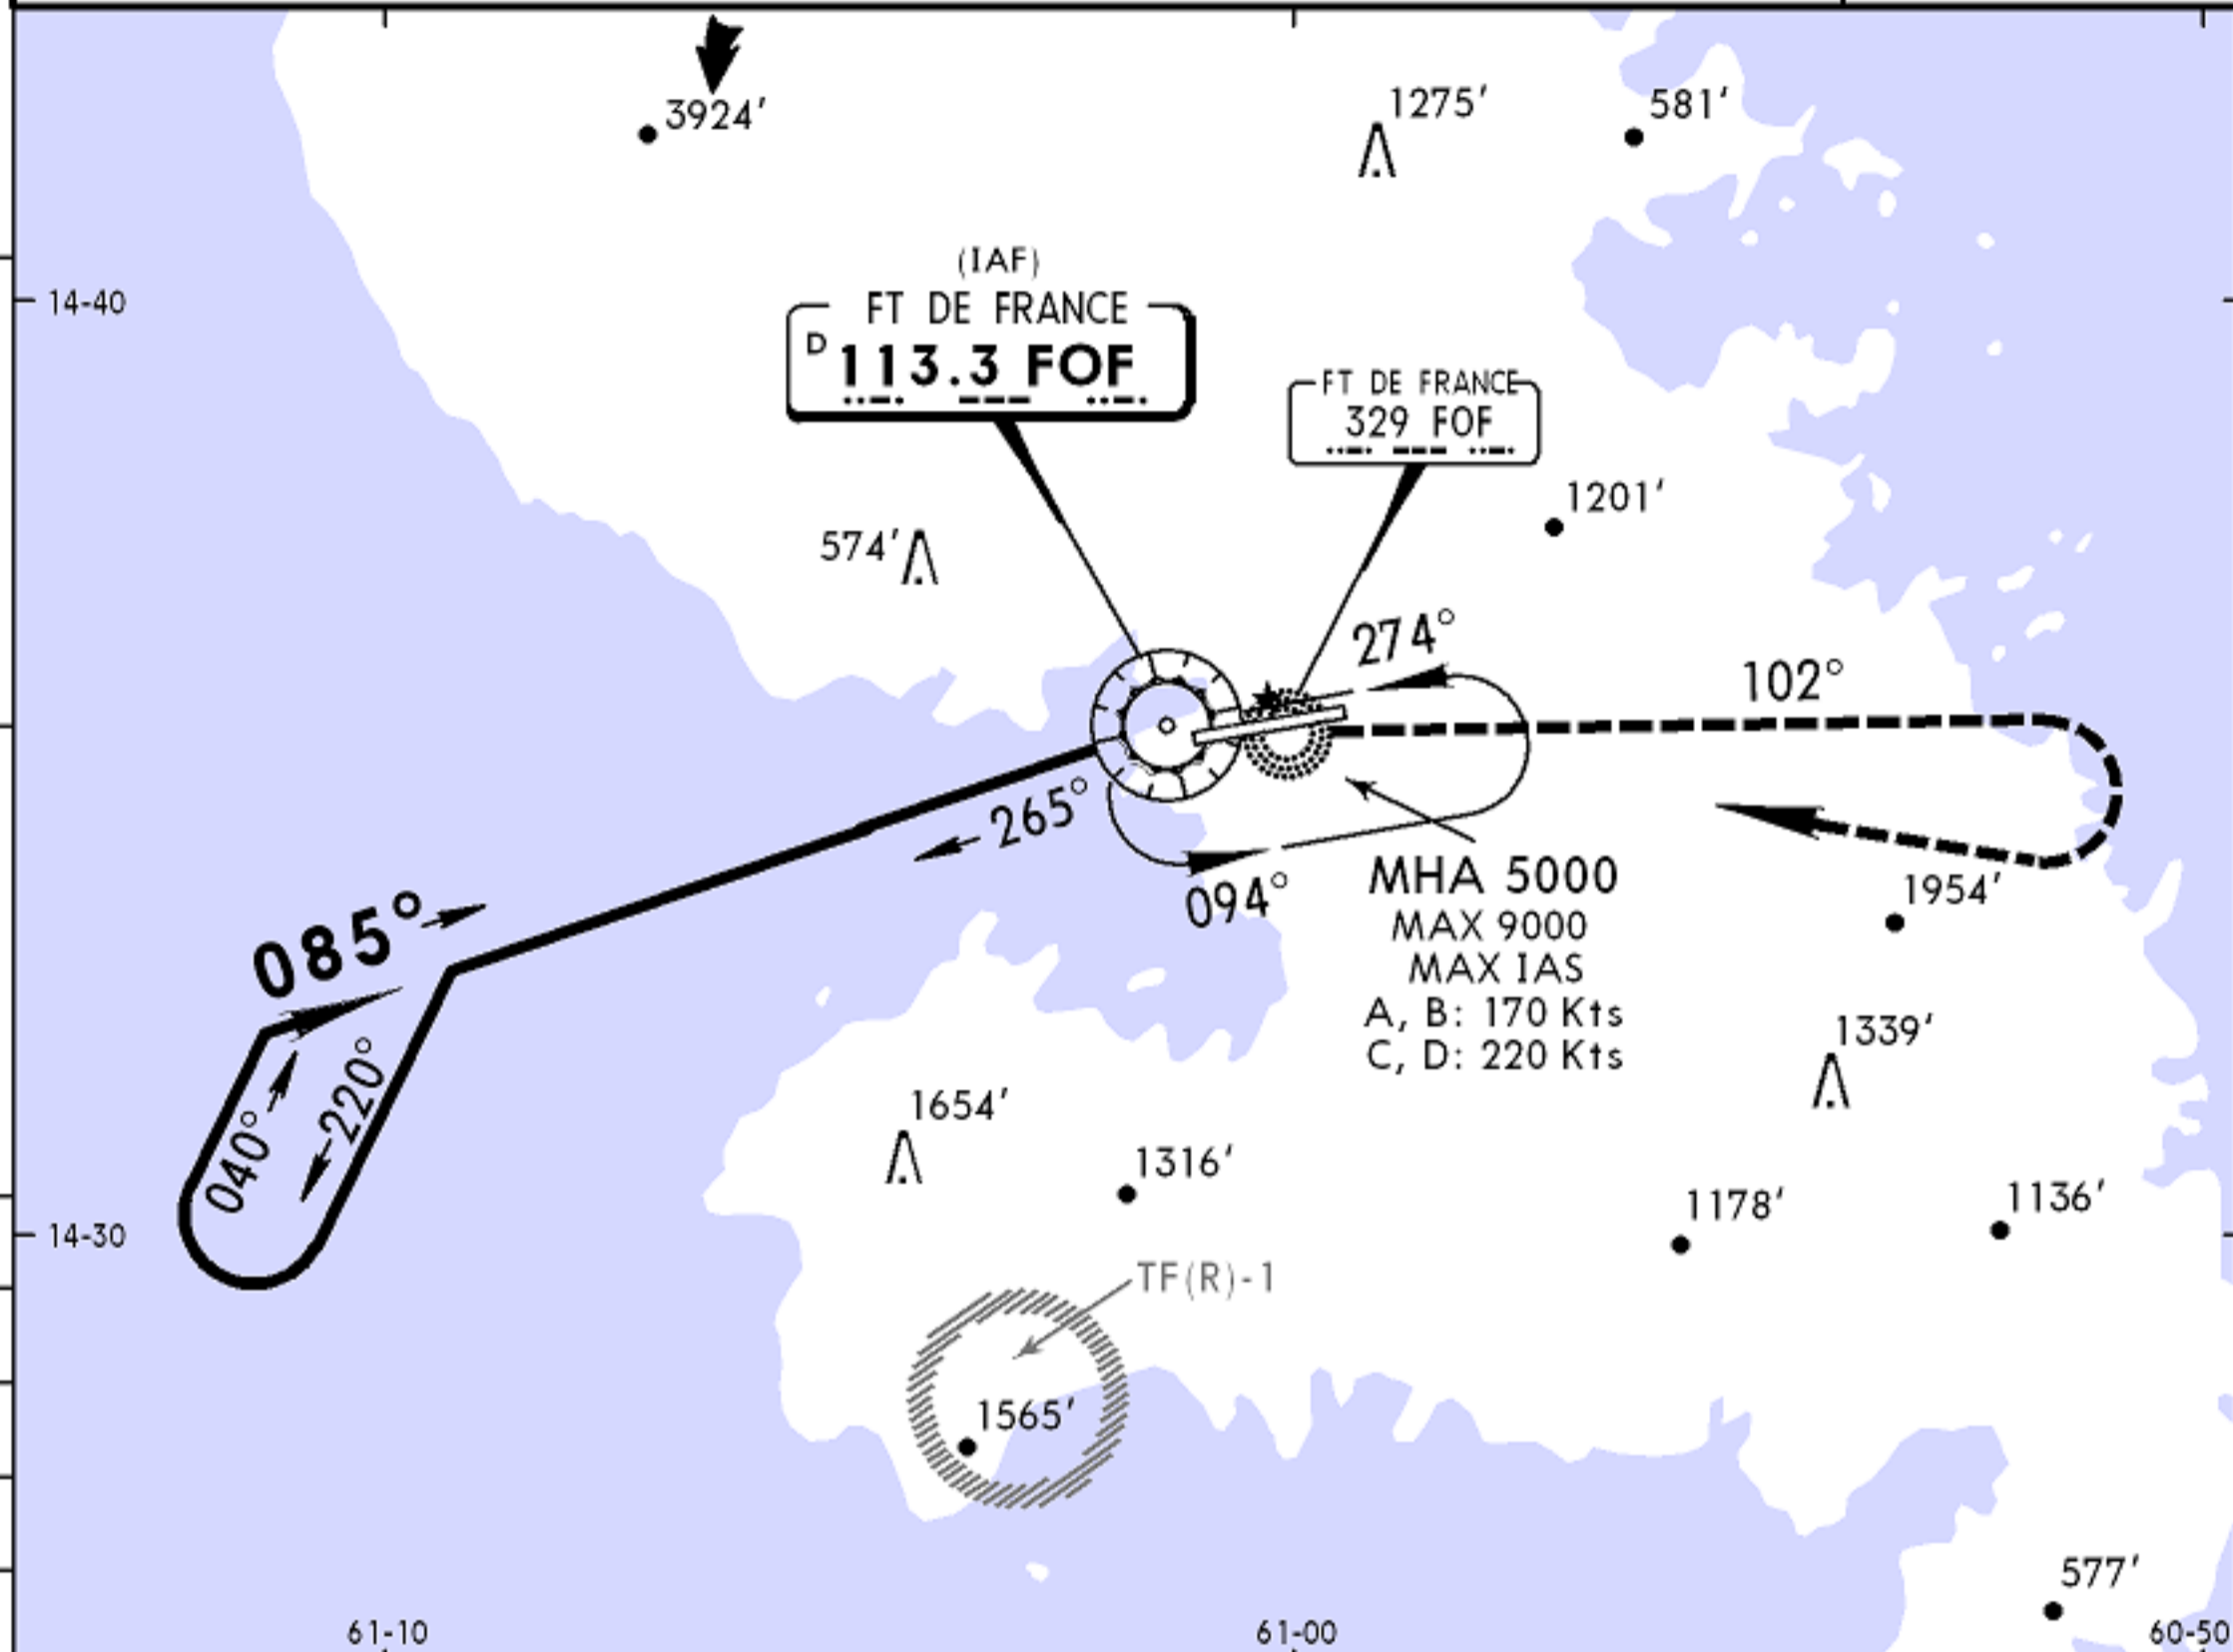 3924'
1275'
581'
(IAF)
14-40
FT DE FRANCE
D 113.3 FOF
FT DE FRANCE
329 FOF
1201'
574'
274°
102°
265°
094°
MHA 5000
MAX 9000
MAX IAS
A, B: 170 Kts
C, D: 220 Kts
1954'
085°
220°
040°
1339'
1654'
1316'
1178'
1136'
14-30
TF(R)-1
1565'
577'
61-10
61-00
60-50